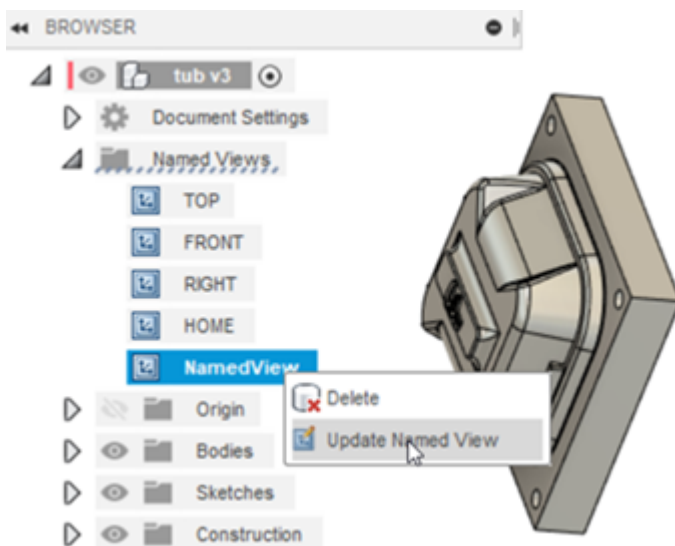 BROWSER
tub v3
Document Settings
Named Views
TOP
FRONT
RIGHT
HOME
NamedView
Delete
Origin
Update Named View
Bodies
Sketches
Construction